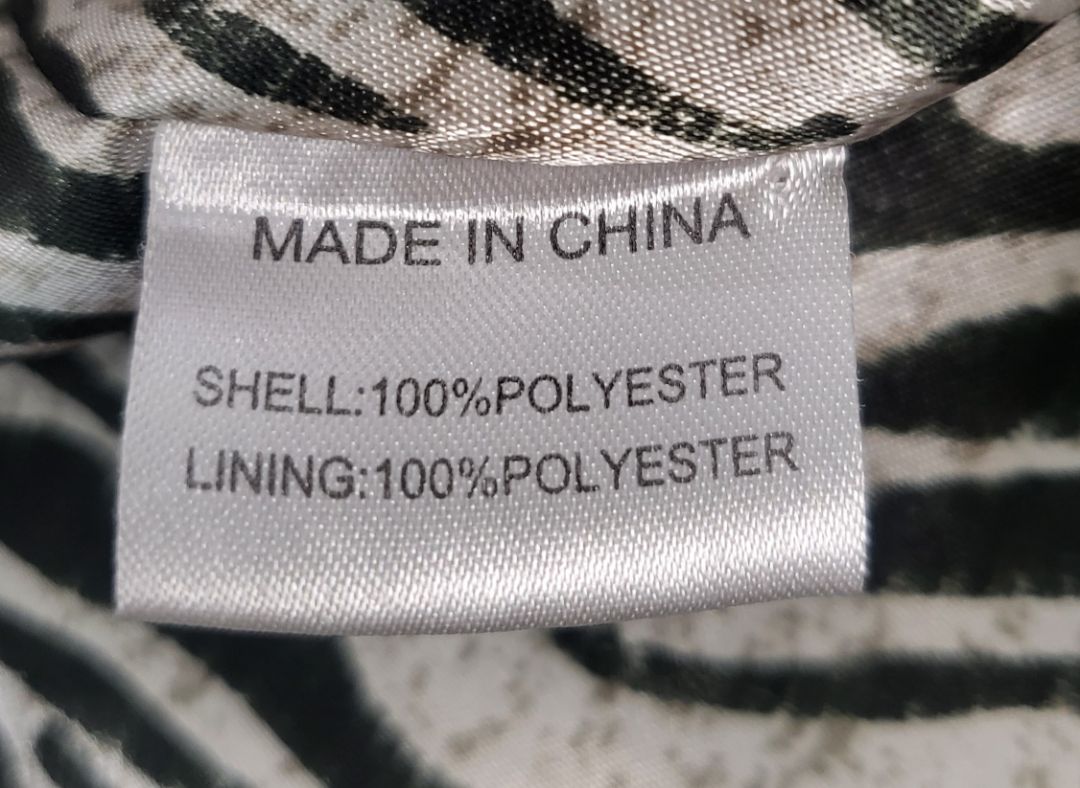 MADE IN CHINA
SHELL:100%POLYESTER
LINING:100%POLYESTER